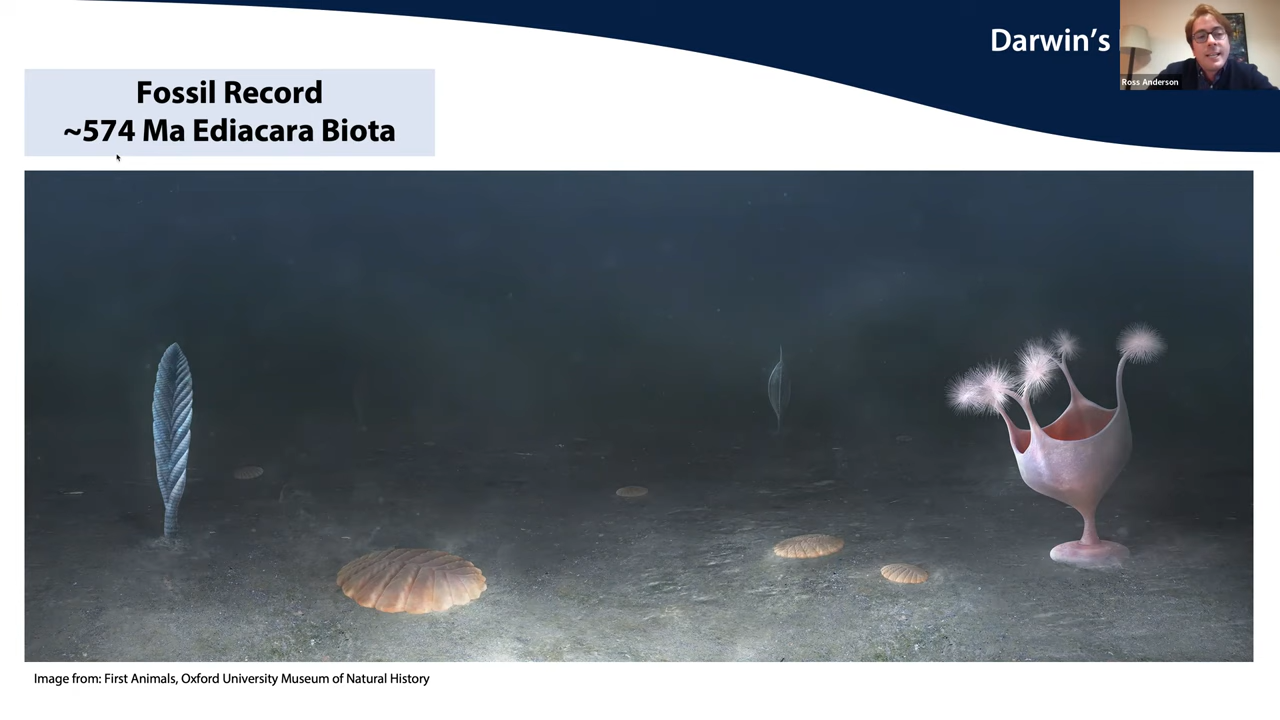 Darwin’s
Ross Anderson
Fossil Record
~574 Ma Ediacara Biota
Image from: First Animals, Oxford University Museum of Natural History